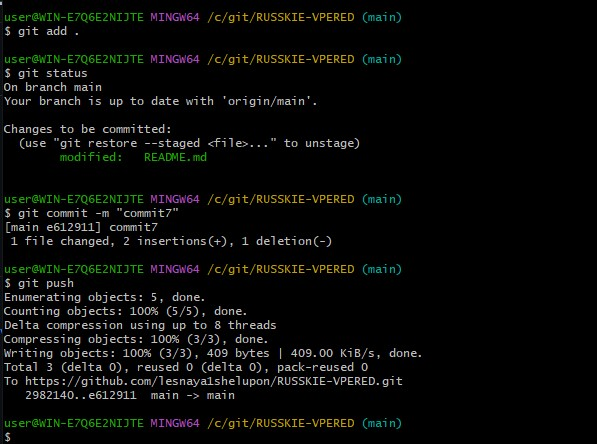 user@WIN-E7Q6E2NIJTE MINGW64 /c/git/RUSSKIE-VPERED (main)
$ git add .
user@WIN-E7Q6E2NIJTE MINGW64 /c/git/RUSSKIE-VPERED (main)
$ git status
On branch main
Your branch is up to date with 'origin/main'.
Changes to be committed:
  (use "git restore --staged <file>..." to unstage)
        modified:   README.md
user@WIN-E7Q6E2NIJTE MINGW64 /c/git/RUSSKIE-VPERED (main)
$ git commit -m "commit7"
[main e612911] commit7
 1 file changed, 2 insertions(+), 1 deletion(-)
user@WIN-E7Q6E2NIJTE MINGW64 /c/git/RUSSKIE-VPERED (main)
$ git push
Enumerating objects: 5, done.
Counting objects: 100% (5/5), done.
Delta compression using up to 8 threads
Compressing objects: 100% (3/3), done.
Writing objects: 100% (3/3), 409 bytes | 409.00 KiB/s, done.
Total 3 (delta 0), reused 0 (delta 0), pack-reused 0
To https://github.com/lesnaya1shelupon/RUSSKIE-VPERED.git
   2982140..e612911  main -> main
user@WIN-E7Q6E2NIJTE MINGW64 /c/git/RUSSKIE-VPERED (main)
$